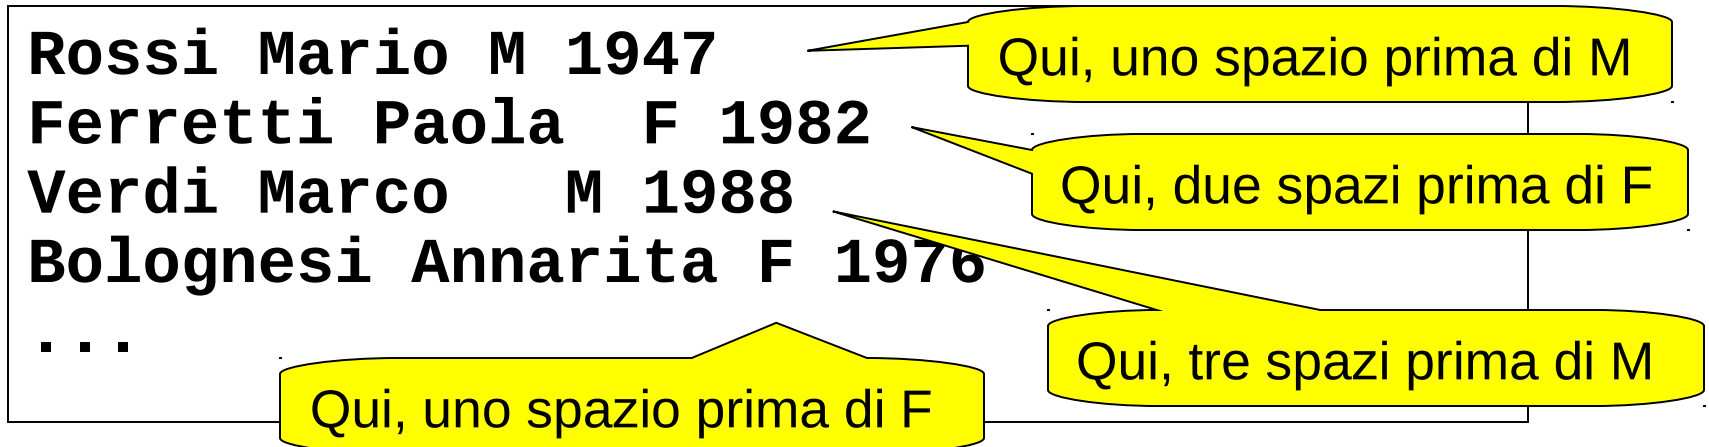 Rossi Mario M 1947
Qui, uno spazio prima di M
Ferretti Paola  F 1982
Qui, due spazi prima di F
Verdi Marco   M 1988
Bolognesi Annarita F 1976
Qui, tre spazi prima di M
...
Qui, uno spazio prima di F